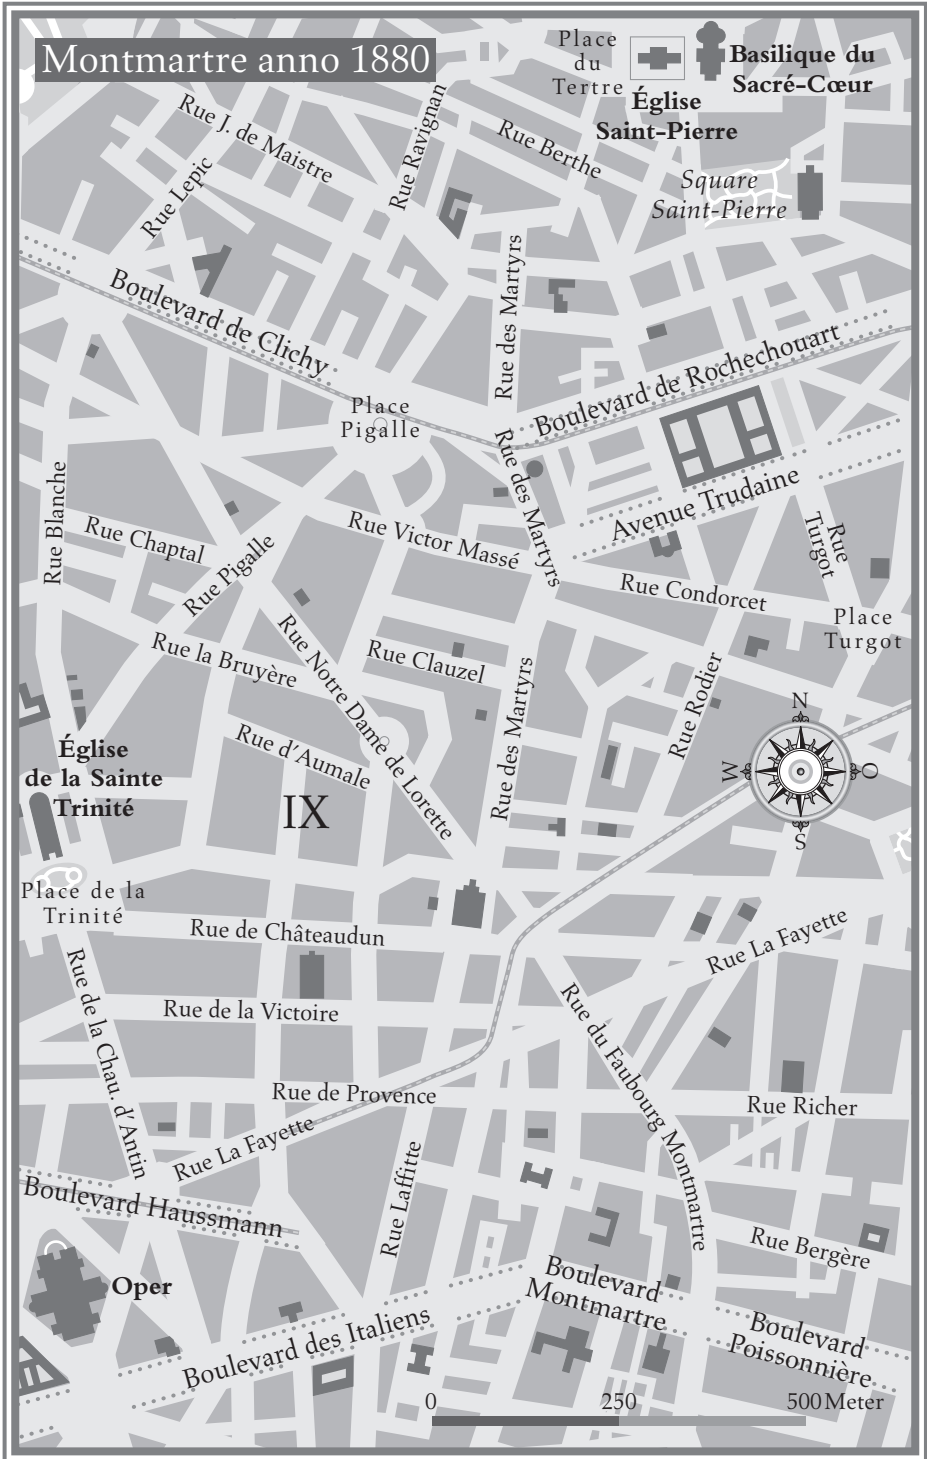 Montmartre anno 1880
Place
du
Tertre
Basilique du
Sacré-Cœur
Église
Saint-Pierre
Rue J. de Maistre
Rue Ravignan
Rue Berthe
Rue Lepic
Square
Saint-Pierre
Boulevard de Clichy
Rue des Martyrs
Boulevard de Rochechouart
Place
Pigalle
Rue des Martyrs
Avenue Trudaine
Rue Blanche
Rue Chaptal
Rue Pigalle
Rue Victor Massé
Rue
Turgot
Rue Condorcet
Place
Turgot
Rue la Bruyère
Rue Notre Dame de Lorette
Rue Clauzel
Rue des Martyrs
Rue Rodier
Rue d'Aumale
Église
de la Sainte
Trinité
IX
N
W
O
S
Place de la
Trinité
Rue de Châteaudun
Rue La Fayette
Rue de la Chau. d'Antin
Rue de la Victoire
Rue du Faubourg Montmartre
Rue de Provence
Rue Richer
Rue La Fayette
Rue Laffitte
Boulevard Haussmann
Rue Bergère
Oper
Boulevard
Montmartre
Boulevard des Italiens
Boulevard
Poissonnière
0 250 500 Meter